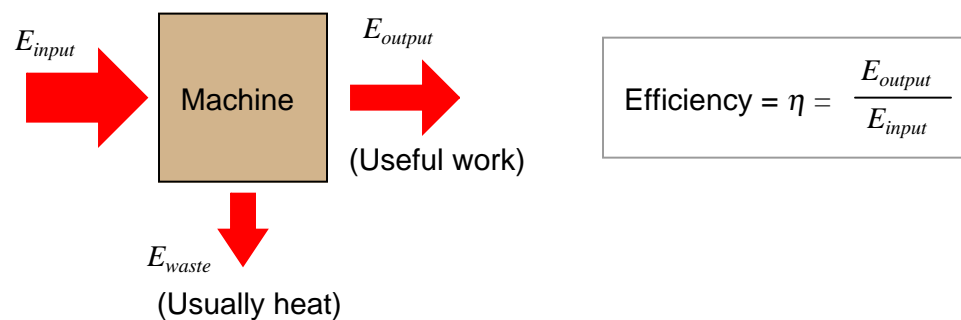 E_input
E_output
Machine
(Useful work)
E_waste
(Usually heat)
Efficiency = η = E_output / E_input